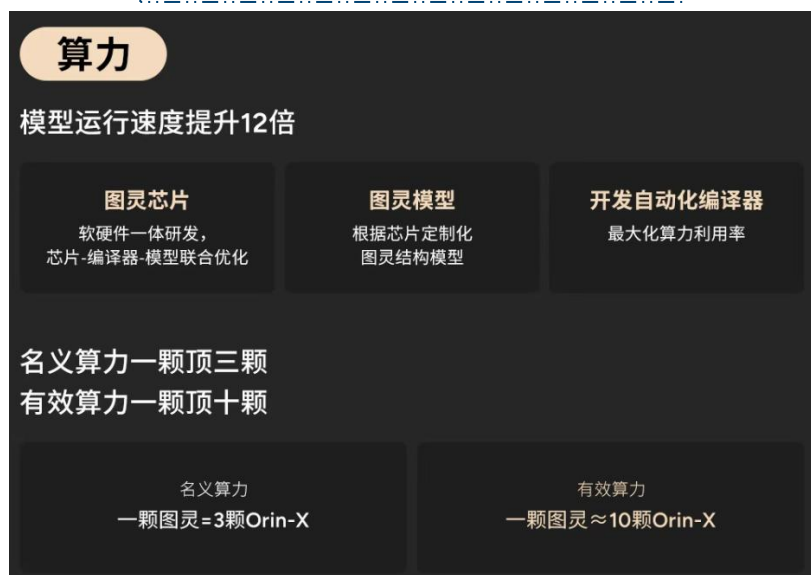 算力
模型运行速度提升12倍
图灵芯片
软硬件一体研发，
芯片-编译器-模型联合优化
图灵模型
根据芯片定制化
图灵结构模型
开发自动化编译器
最大化算力利用率
名义算力一颗顶三颗
有效算力一颗顶十颗
名义算力
一颗图灵=3颗Orin-X
有效算力
一颗图灵≈10颗Orin-X